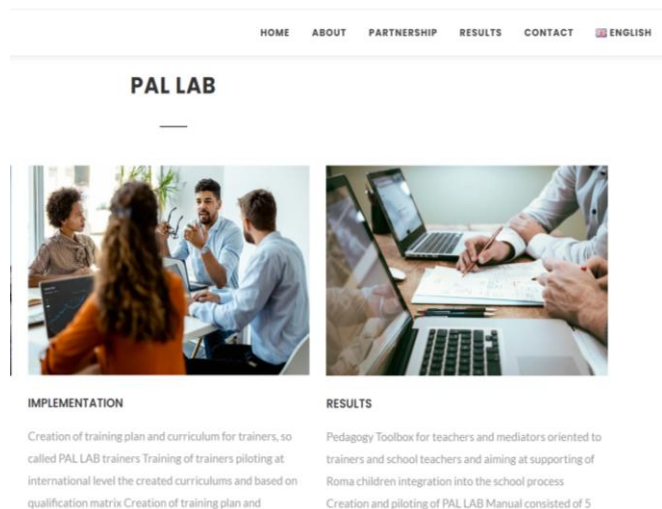 HOME ABOUT PARTNERSHIP RESULTS CONTACT ENGLISH
PAL LAB
IMPLEMENTATION
Creation of training plan and curriculum for trainers, so
called PAL LAB trainers Training of trainers piloting at
international level the created curriculums and based on
qualification matrix Creation of training plan and
RESULTS
Pedagogy Toolbox for teachers and mediators oriented to
trainers and school teachers and aiming at supporting of
Roma children integration into the school process
Creation and piloting of PAL LAB Manual consisted of 5